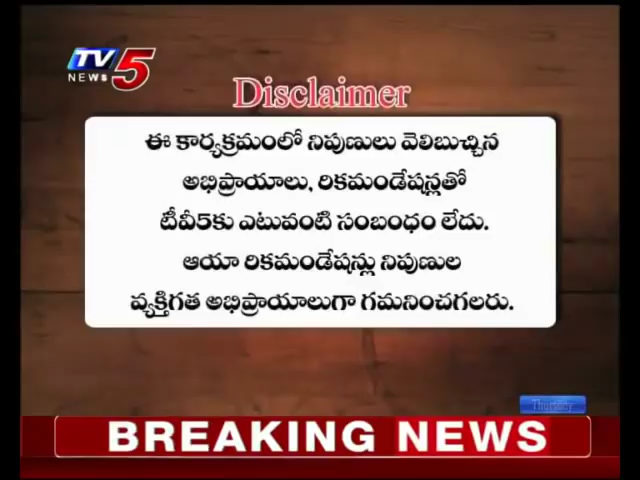 TV5
NEWS
Disclaimer
ఈ కార్యక్రమంలో నిపుణులు వెలిబుచ్చిన
అభిప్రాయాలు, రికమండేషన్లతో
టీవీ5కు ఎటువంటి సంబంధం లేదు.
ఆయా రికమండేషన్లు నిపుణుల
వ్యక్తిగత అభిప్రాయాలుగా గమనించగలరు.
Thursday
BREAKING NEWS